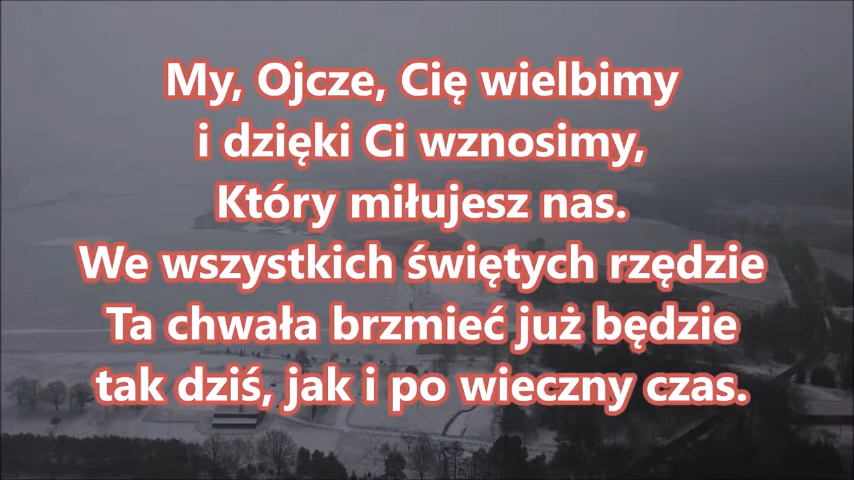 My, Ojcze, Cię wielbimy
i dzięki Ci wznosimy,
Który miłujesz nas.
We wszystkich świętych rzędzie
Ta chwała brzmieć już będzie
tak dziś, jak i po wieczny czas.